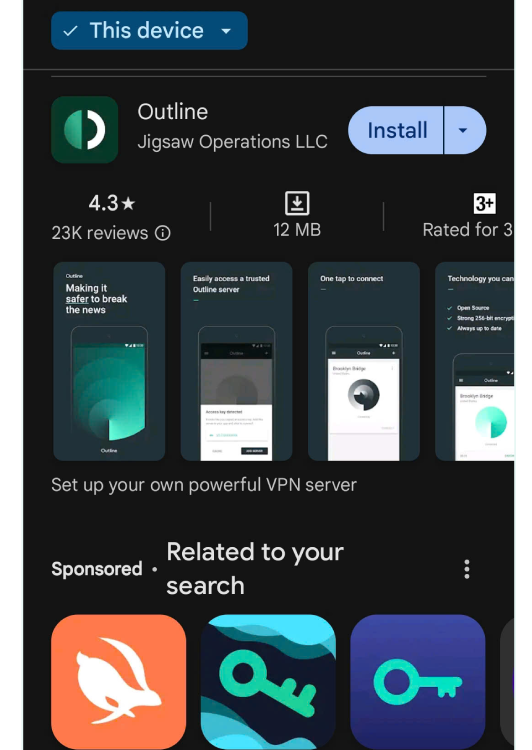 This device
Outline
Jigsaw Operations LLC
Install
4.3★
23K reviews
12 MB
3+
Rated for 3
Outline
Making it
safer to break
the news
Outline
Easily access a trusted
Outline server
Outline
Access key detected
One tap to connect
Outline
Brooklyn Bridge
Technology you can
Open Source
Strong 256-bit encrypti
Always up to date
Outline
Brooklyn Bridge
Set up your own powerful VPN server
Sponsored •
Related to your
search